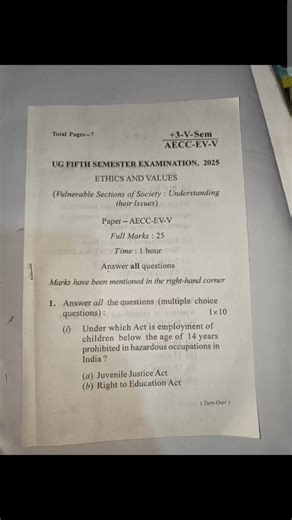 Total Pages–7
+3-V-Sem
AECC-EV-V
UG FIFTH SEMESTER EXAMINATION, 2025
ETHICS AND VALUES
(Vulnerable Sections of Society : Understanding
their Issues)
Paper – AECC-EV-V
Full Marks : 25
Time : 1 hour
Answer all questions
Marks have been mentioned in the right-hand corner
1. Answer all the questions (multiple choice
questions) : 1×10
(i) Under which Act is employment of
children below the age of 14 years
prohibited in hazardous occupations in
India ?
(a) Juvenile Justice Act
(b) Right to Education Act
( Turn Over )